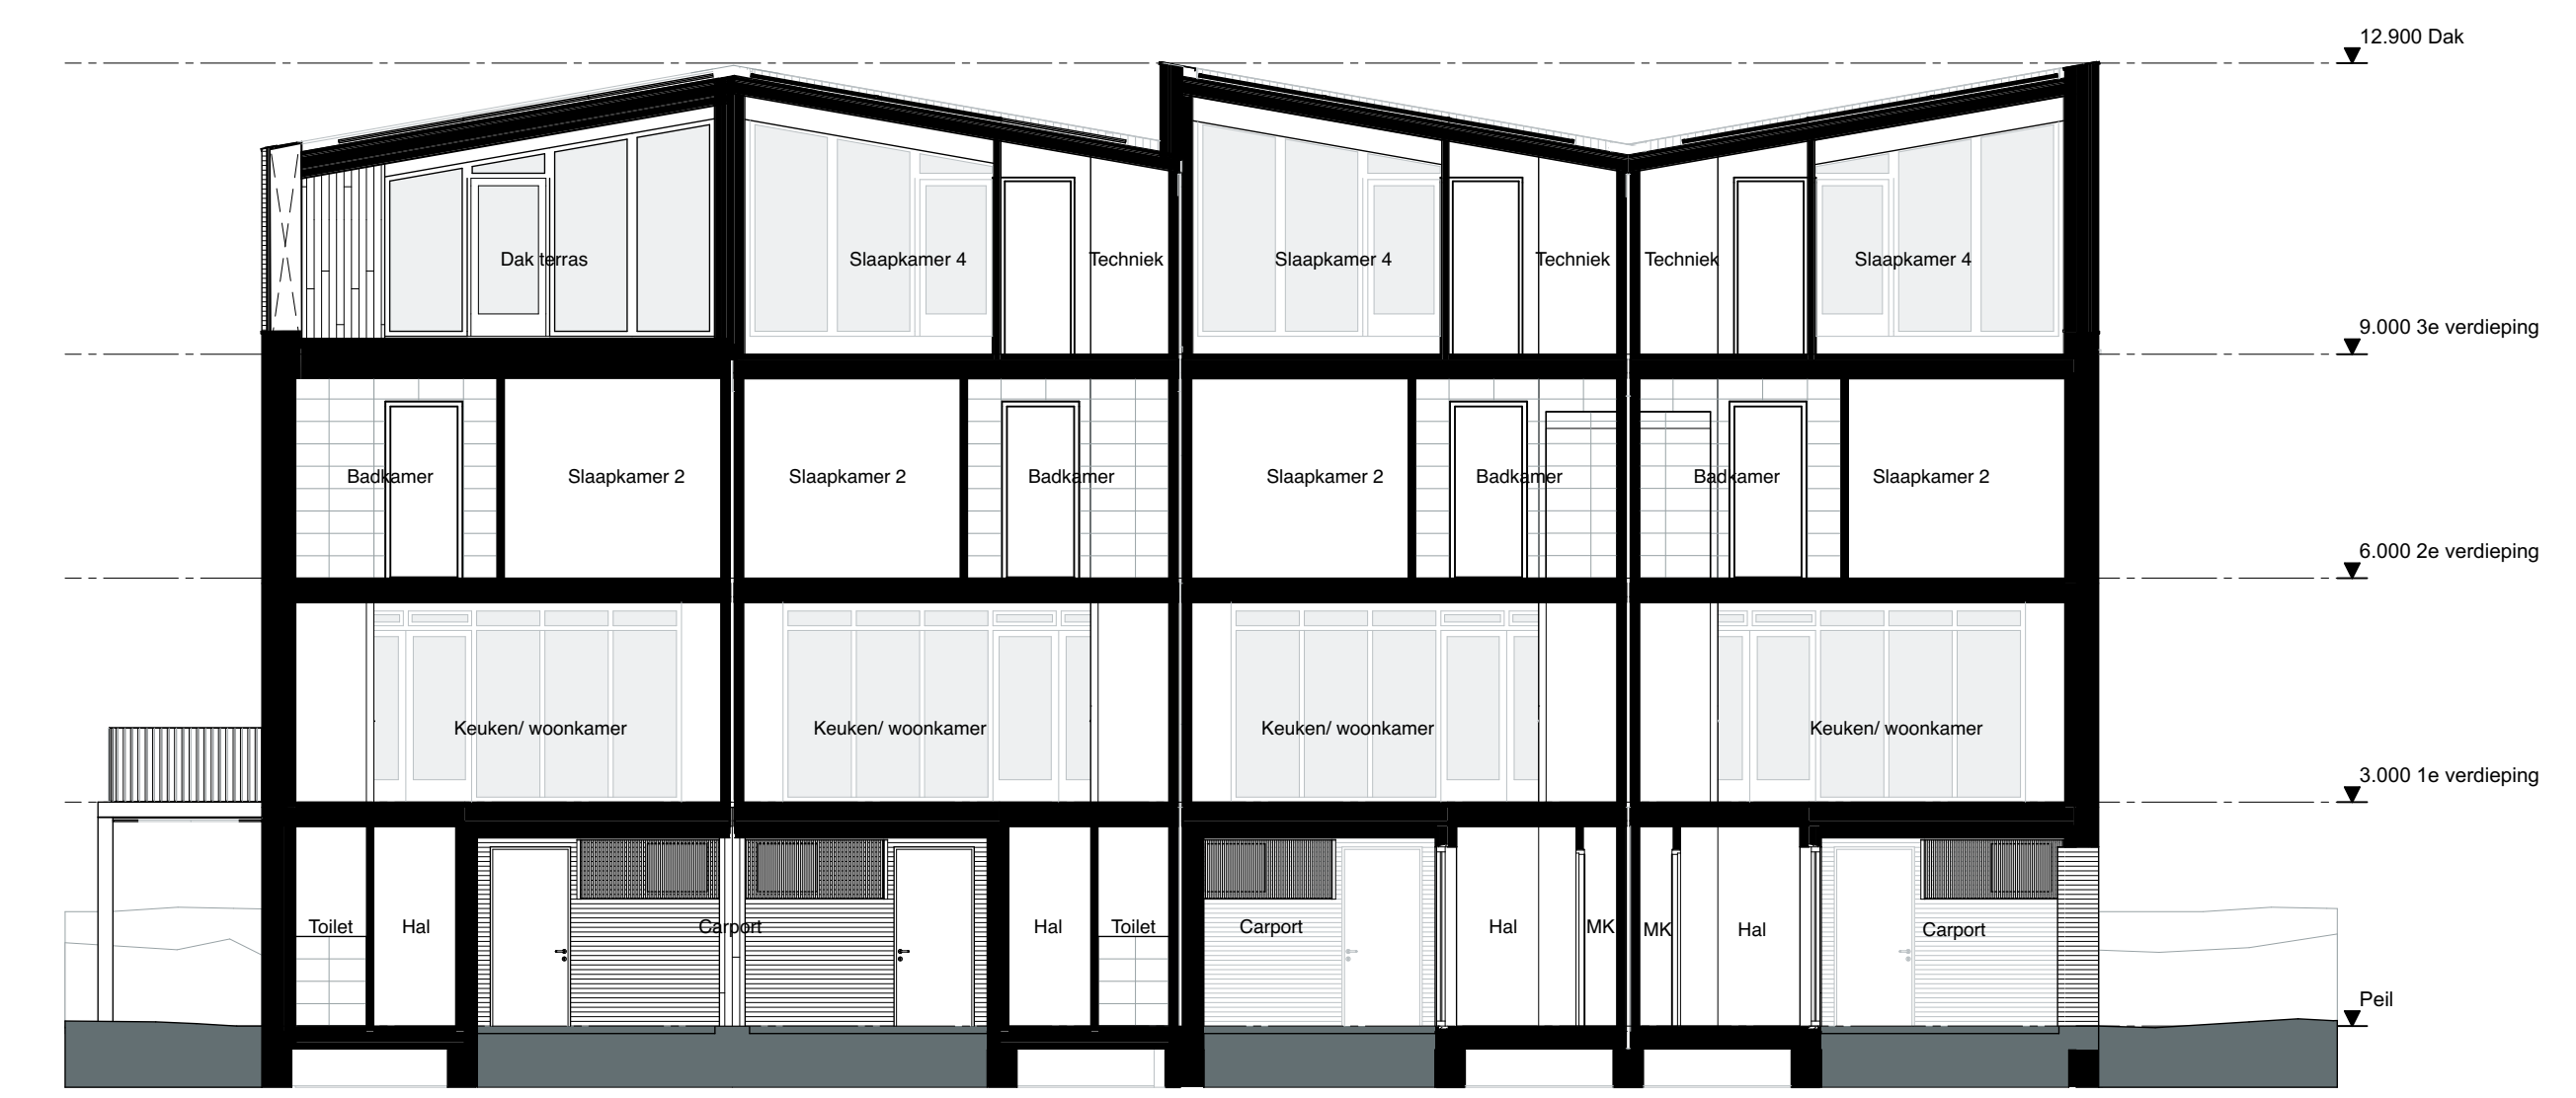 12.900 Dak
Dak terras
Slaapkamer 4
Techniek
Slaapkamer 4
Techniek
Techniek
Slaapkamer 4
9.000 3e verdieping
Badkamer
Slaapkamer 2
Slaapkamer 2
Badkamer
Slaapkamer 2
Badkamer
Badkamer
Slaapkamer 2
6.000 2e verdieping
Keuken/ woonkamer
Keuken/ woonkamer
Keuken/ woonkamer
Keuken/ woonkamer
3.000 1e verdieping
Toilet
Hal
Carport
Hal
Toilet
Carport
Hal
MK
MK
Hal
Carport
Peil